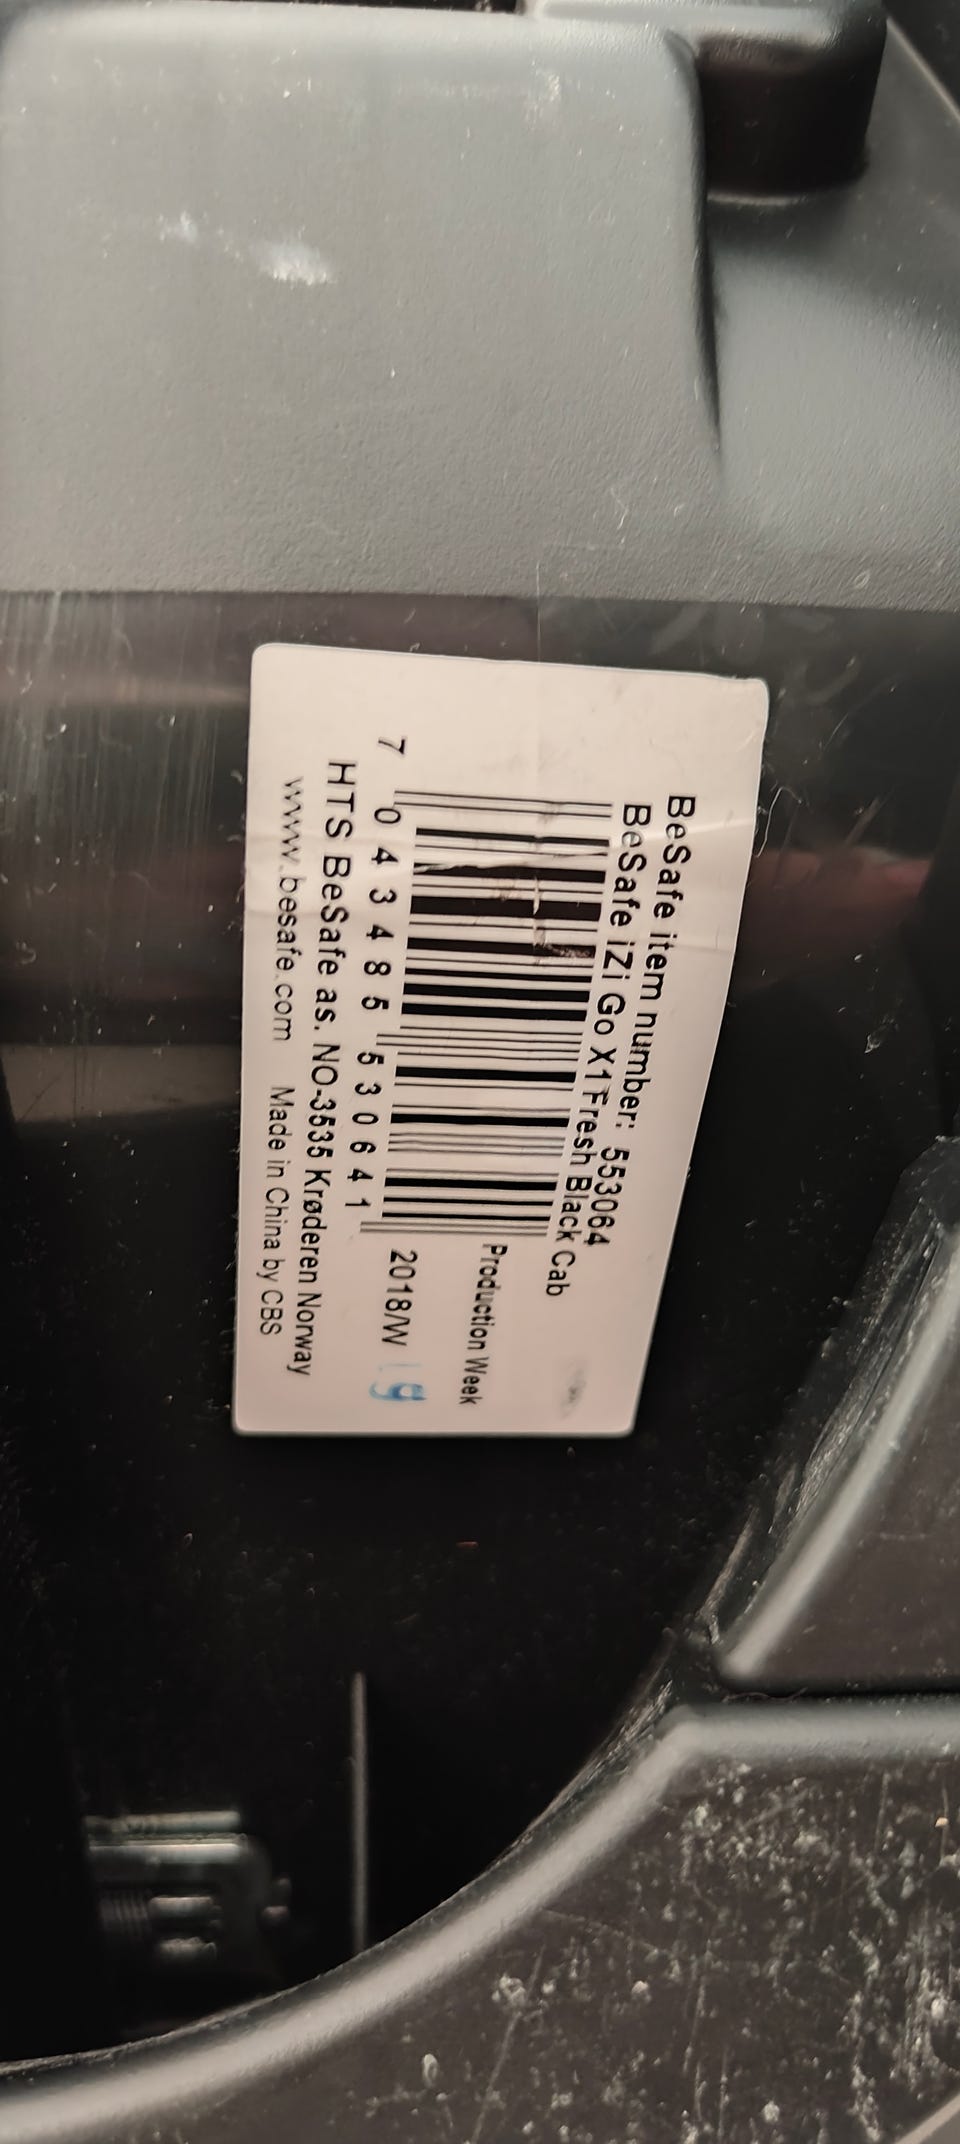 BeSafe item number: 553064
BeSafe iZi Go X1 Fresh Black Cab
Production Week
2018/W 19
7 043485 530641
HTS BeSafe as. NO-3535 Krøderen Norway
www.besafe.com Made in China by CBS